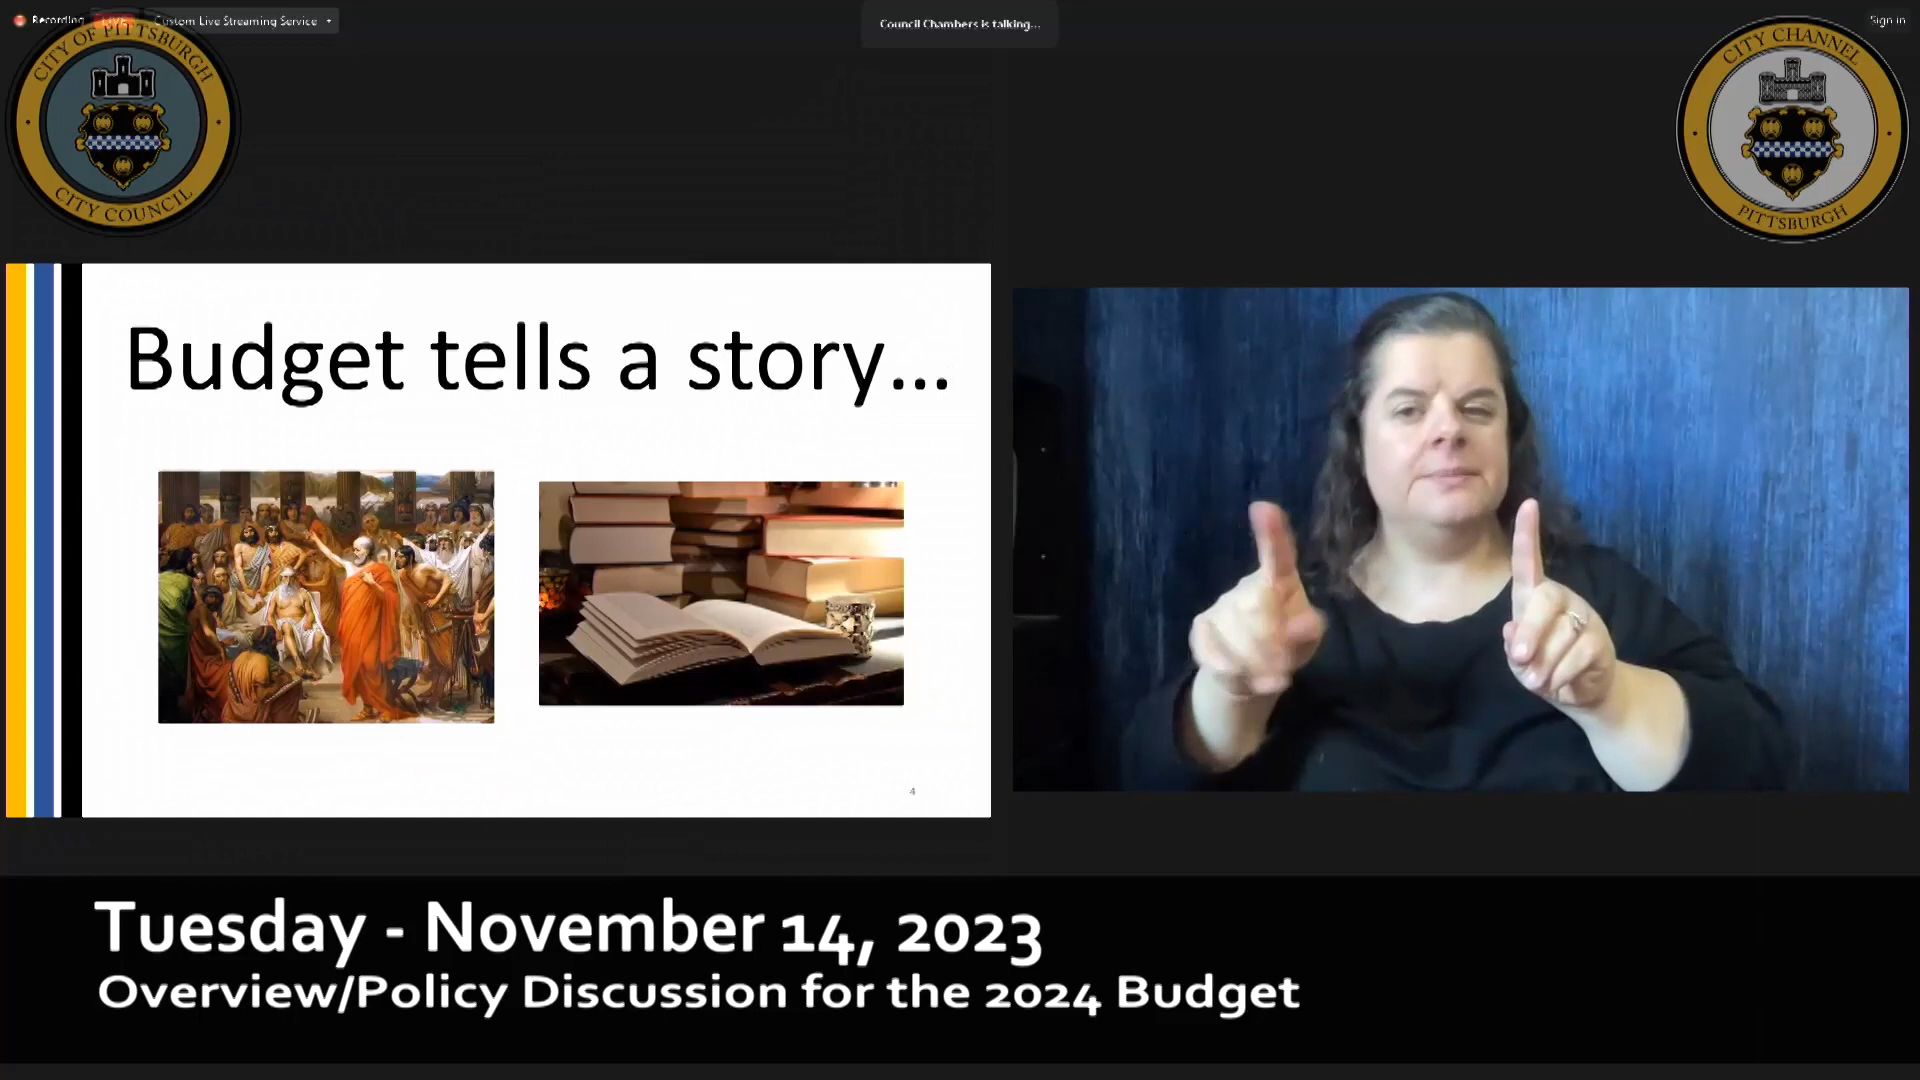 Recording
LIVE
Custom Live Streaming Service
Council Chambers is talking...
Sign in
CITY OF PITTSBURGH
CITY COUNCIL
CITY CHANNEL
PITTSBURGH
Budget tells a story...
4
Tuesday - November 14, 2023
Overview/Policy Discussion for the 2024 Budget